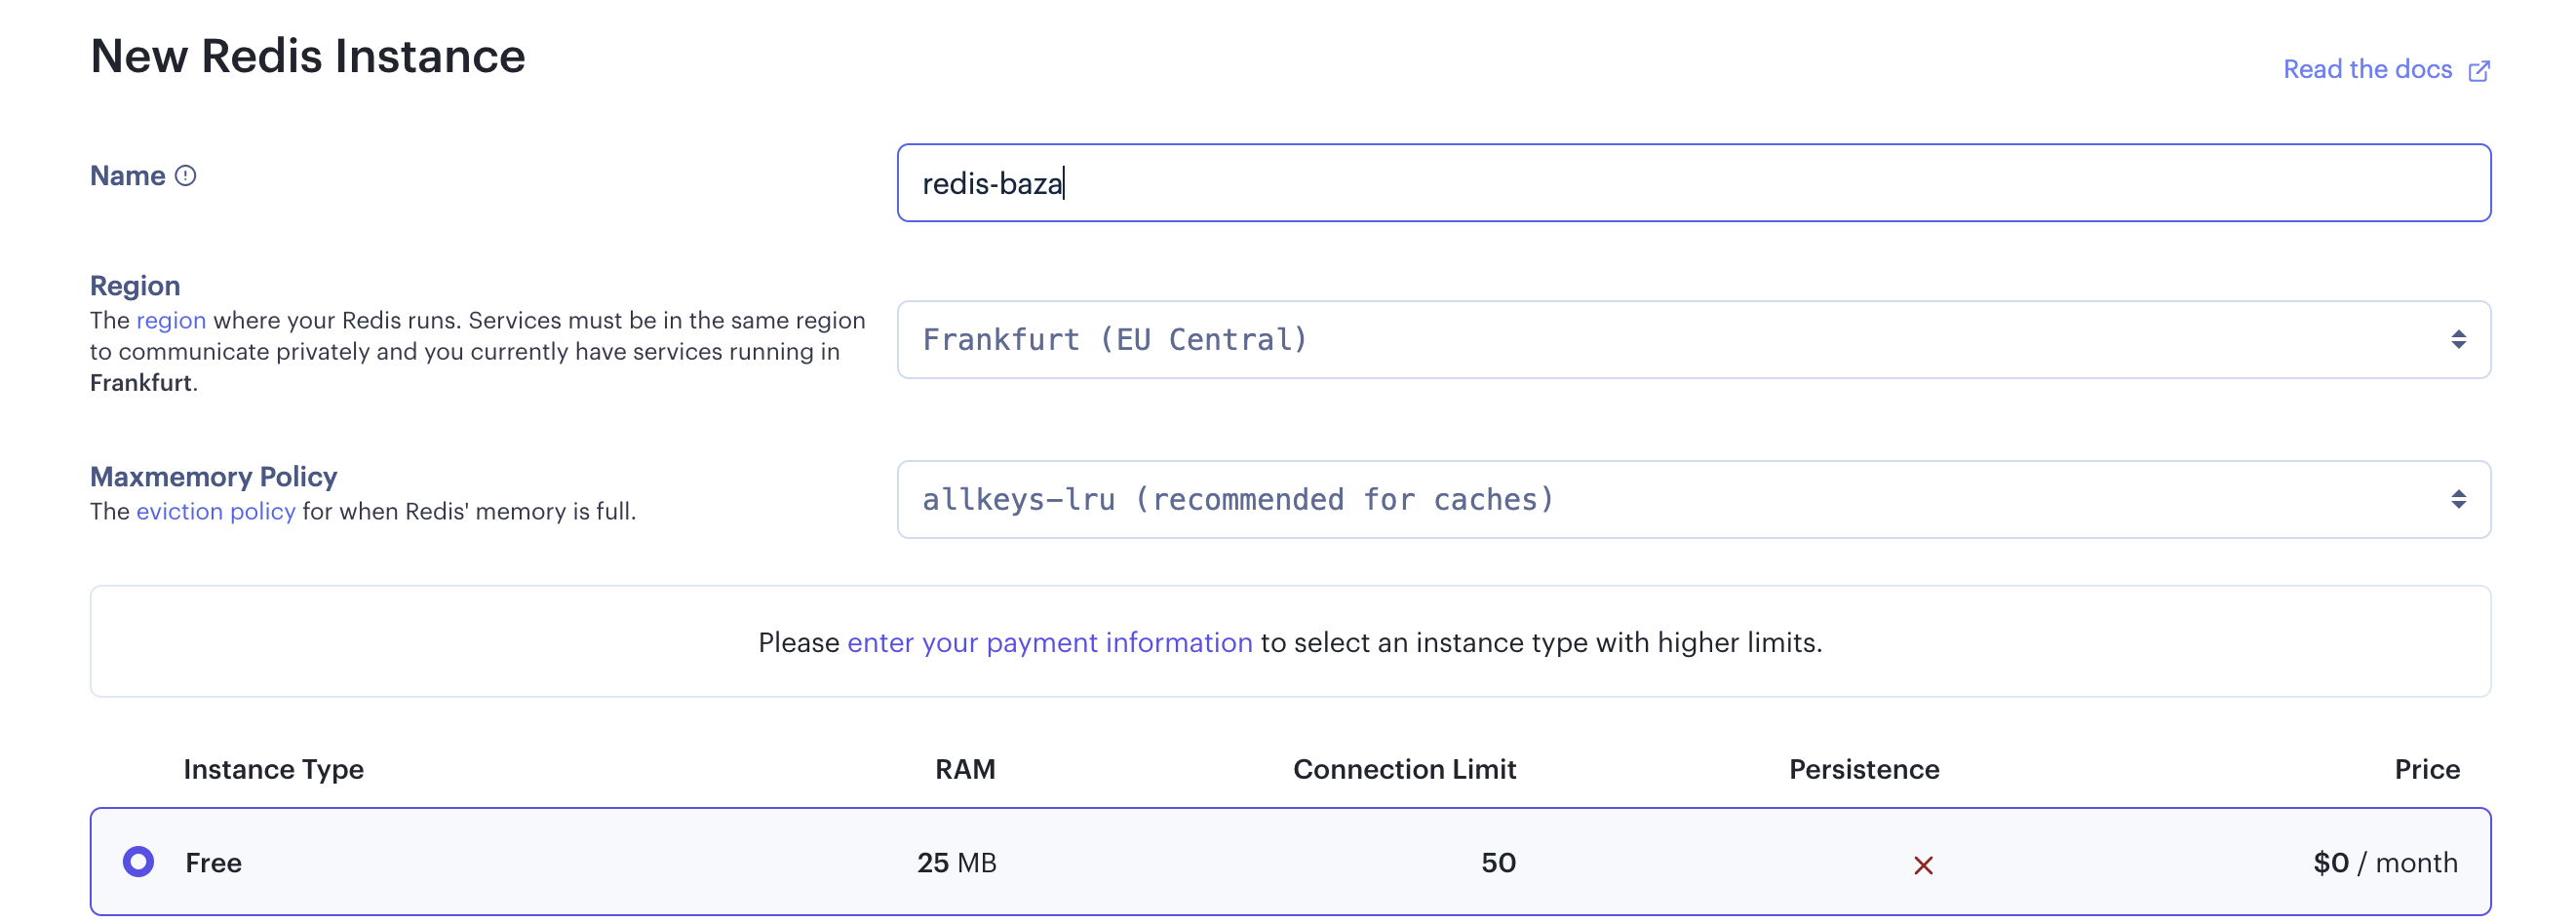 New Redis Instance
Read the docs
Name
redis-baza
Region
The region where your Redis runs. Services must be in the same region
to communicate privately and you currently have services running in
Frankfurt.
Frankfurt (EU Central)
Maxmemory Policy
The eviction policy for when Redis' memory is full.
allkeys-lru (recommended for caches)
Please enter your payment information to select an instance type with higher limits.
Instance Type RAM Connection Limit Persistence Price
Free 25 MB 50 $0 / month